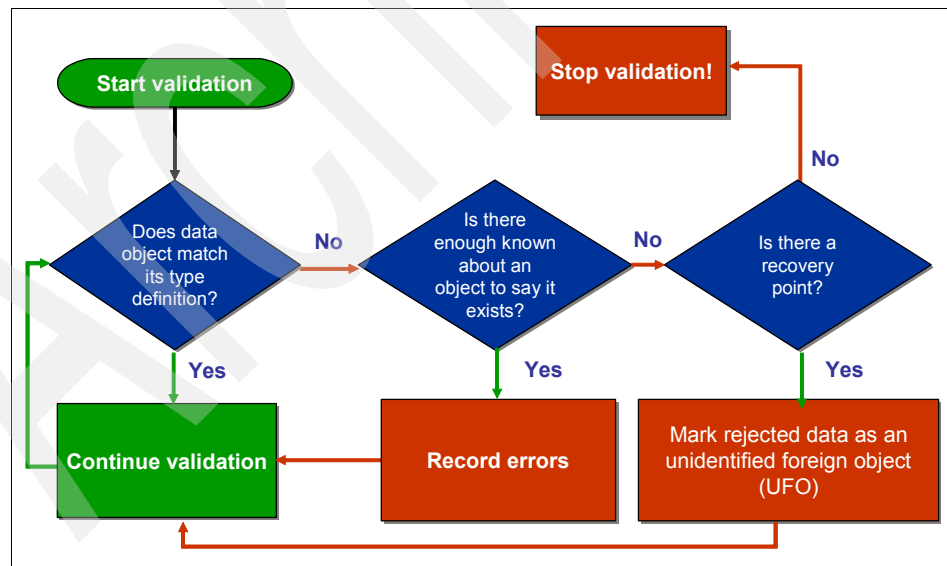 Start validation
Stop validation!
No
Does data
object match
its type
definition?
No
Is there
enough known
about an
object to say it
exists?
No
Is there a
recovery
point?
Yes
Yes
Yes
Continue validation
Record errors
Mark rejected data as an
unidentified foreign object
(UFO)